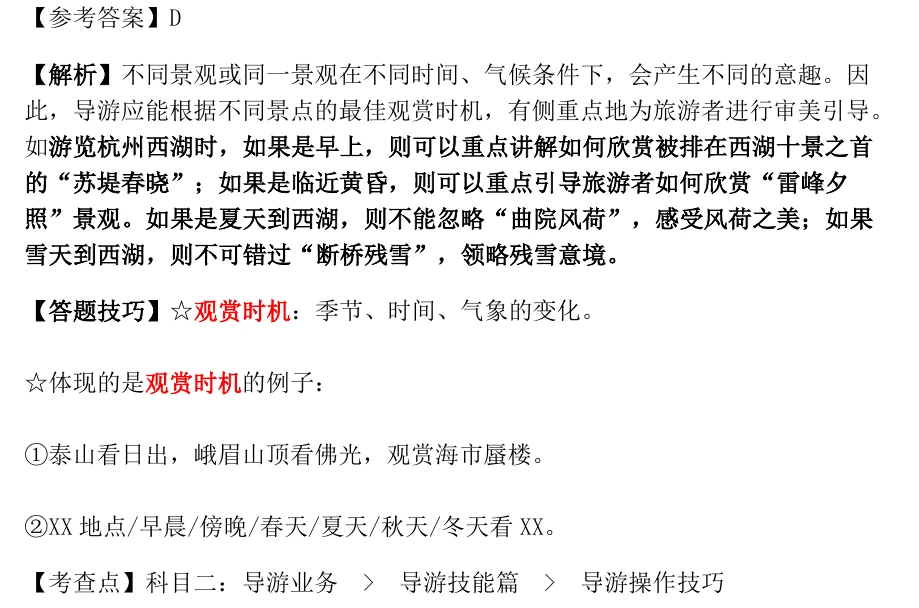 【参考答案】D
【解析】不同景观或同一景观在不同时间、气候条件下，会产生不同的意趣。因
此，导游应能根据不同景点的最佳观赏时机，有侧重点地为旅游者进行审美引导。
如游览杭州西湖时，如果是早上，则可以重点讲解如何欣赏被排在西湖十景之首
的“苏堤春晓”；如果是临近黄昏，则可以重点引导旅游者如何欣赏“雷峰夕
照”景观。如果是夏天到西湖，则不能忽略“曲院风荷”，感受风荷之美；如果
雪天到西湖，则不可错过“断桥残雪”，领略残雪意境。
【答题技巧】☆观赏时机：季节、时间、气象的变化。
☆体现的是观赏时机的例子：
①泰山看日出，峨眉山顶看佛光，观赏海市蜃楼。
②XX 地点/早晨/傍晚/春天/夏天/秋天/冬天看 XX。
【考查点】科目二：导游业务 > 导游技能篇 > 导游操作技巧